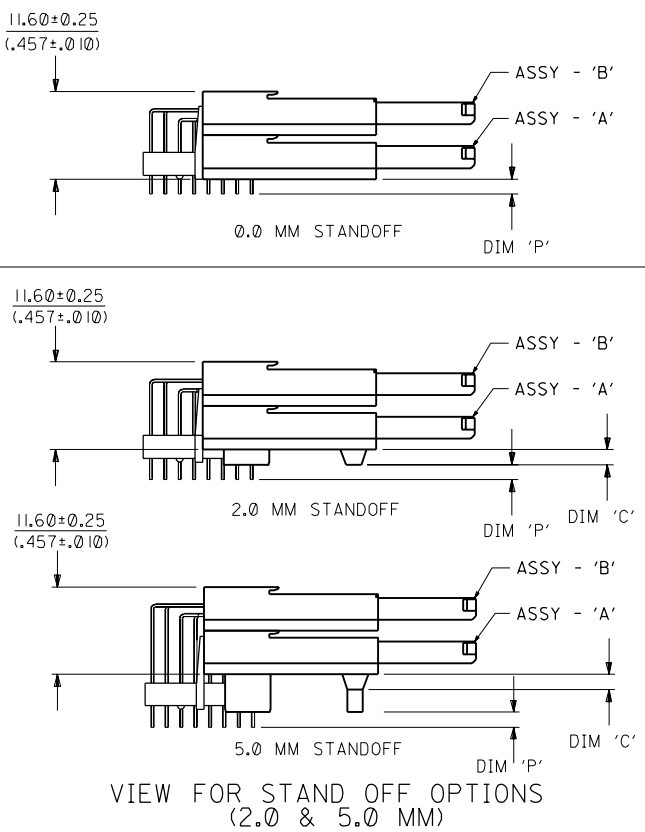 11.60±0.25
(.457±.010)
ASSY - 'B'
ASSY - 'A'
0.0 MM STANDOFF
DIM 'P'
11.60±0.25
(.457±.010)
ASSY - 'B'
ASSY - 'A'
2.0 MM STANDOFF
DIM 'P'
DIM 'C'
11.60±0.25
(.457±.010)
ASSY - 'B'
ASSY - 'A'
5.0 MM STANDOFF
DIM 'P'
DIM 'C'
VIEW FOR STAND OFF OPTIONS
(2.0 & 5.0 MM)